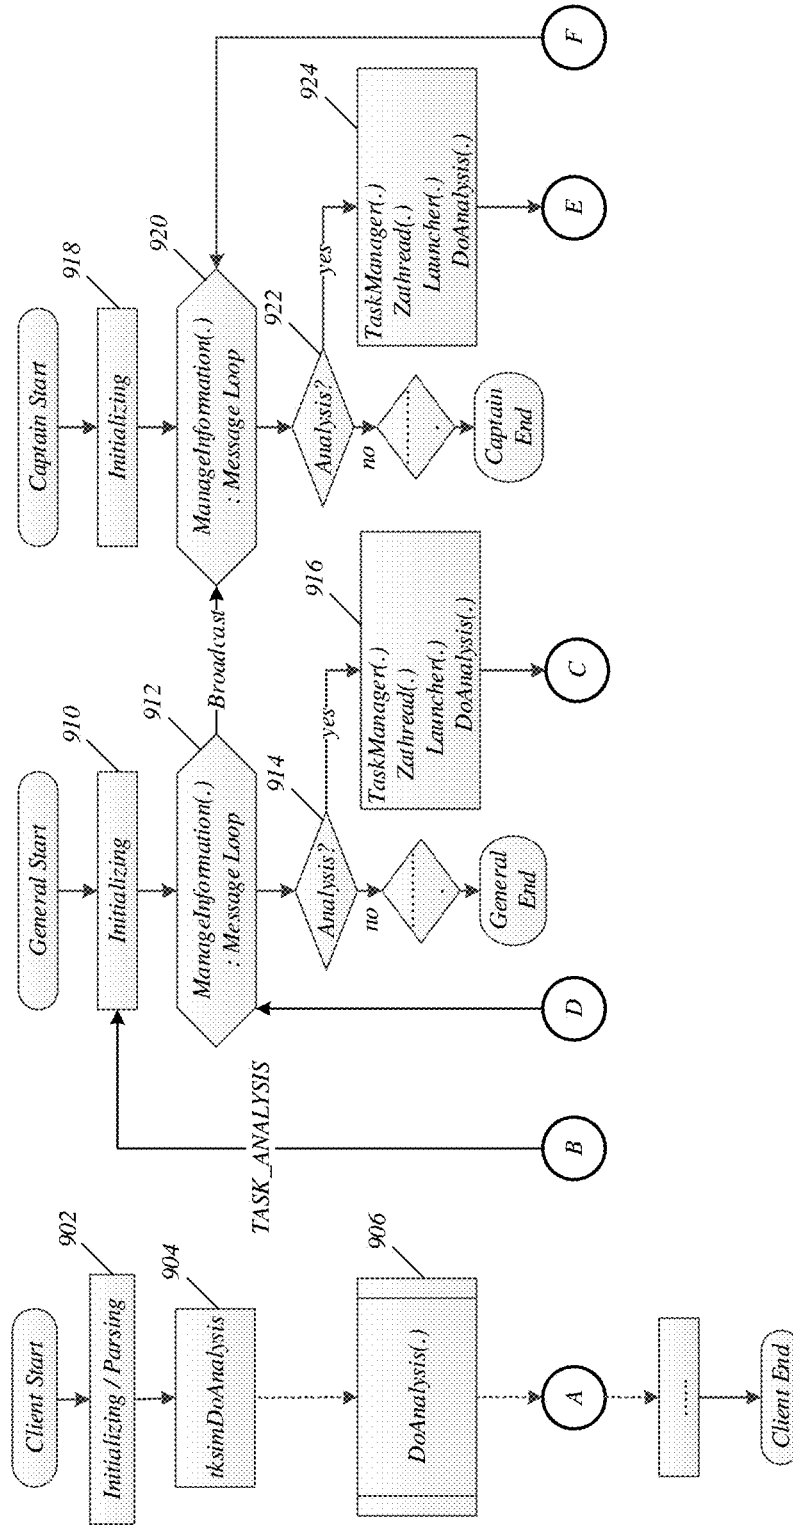 Client Start
902
Initializing / Parsing
904
tksimDoAnalysis
906
DoAnalysis(.)
A
........
Client End
TASK_ANALYSIS
B
General Start
910
Initializing
912
ManageInformation(.)
: Message Loop
Broadcast
914
Analysis?
yes
no
916
TaskManager(.)
Zathread(.)
Launcher(.)
DoAnalysis(.)
General
End
D
C
Captain Start
918
Initializing
920
ManageInformation(.)
: Message Loop
922
Analysis?
yes
no
924
TaskManager(.)
Zathread(.)
Launcher(.)
DoAnalysis(.)
Captain
End
E
F